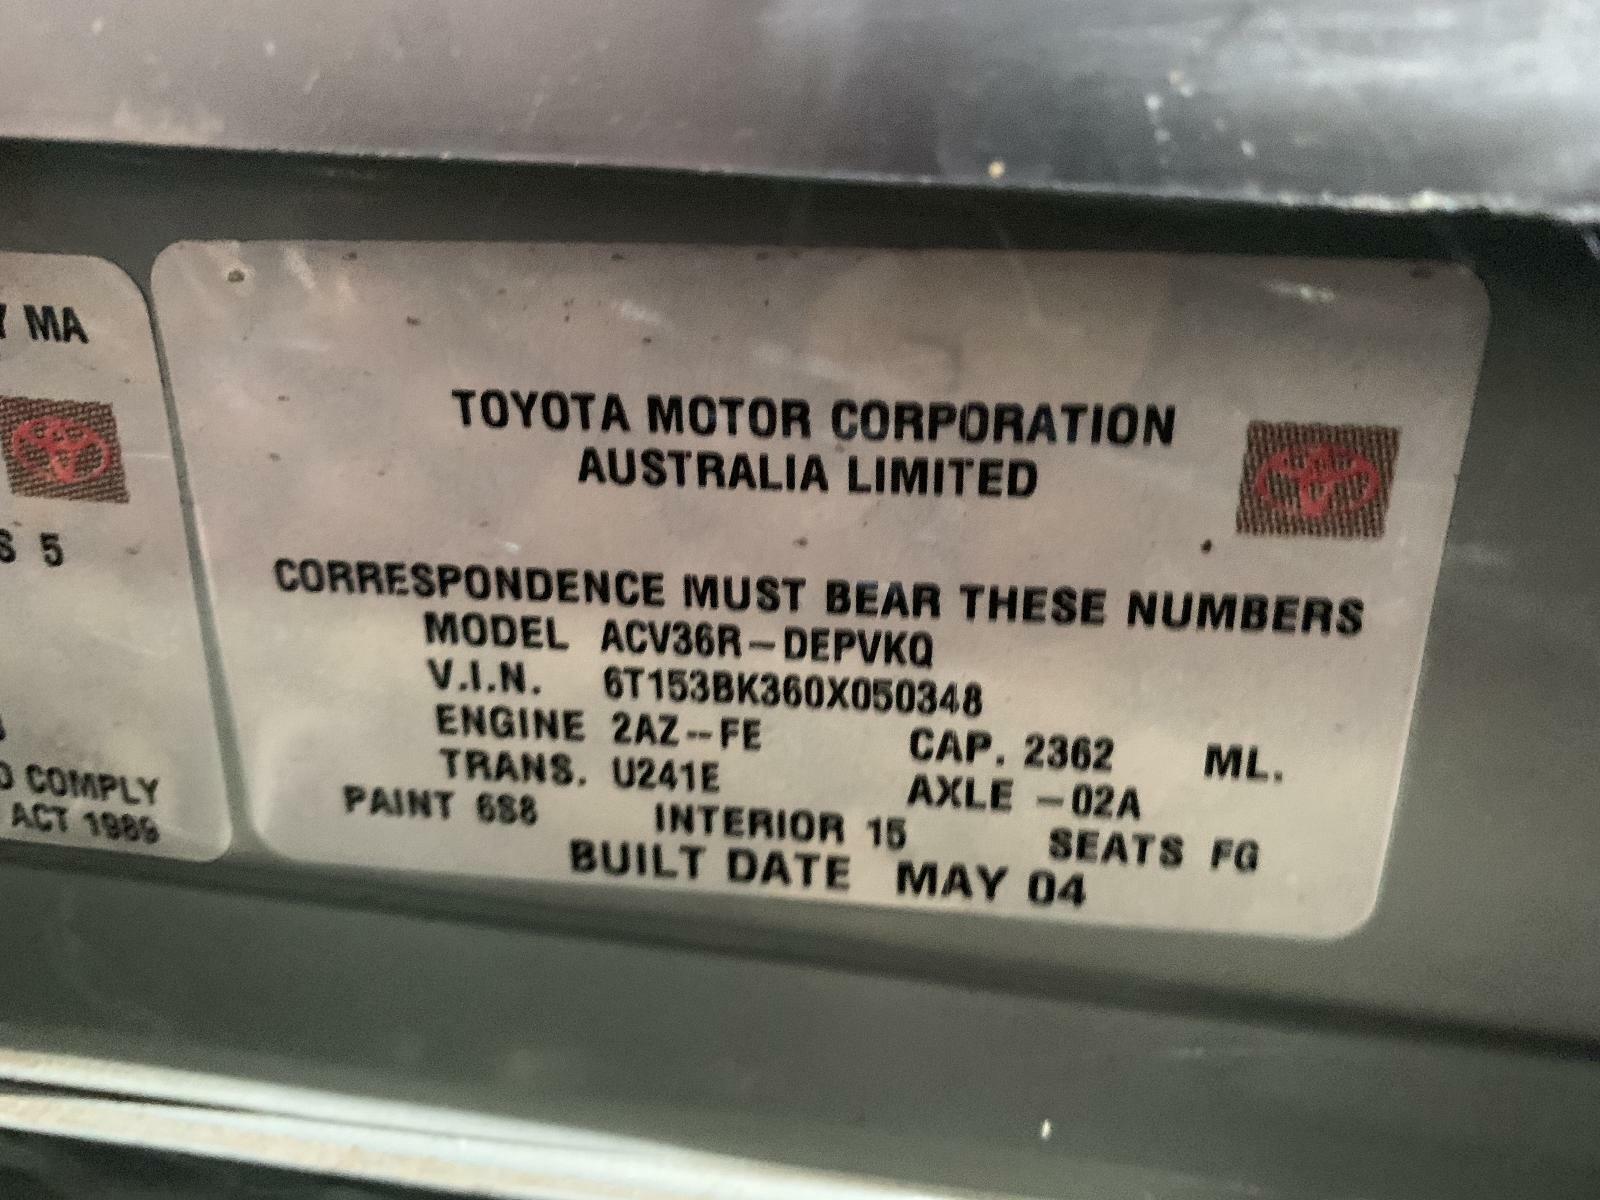 MA
S 5
COMPLY
ACT 1989
TOYOTA MOTOR CORPORATION
AUSTRALIA LIMITED
CORRESPONDENCE MUST BEAR THESE NUMBERS
MODEL ACV36R-DEPVKQ
V.I.N. 6T153BK360X050348
ENGINE 2AZ--FE CAP. 2362 ML.
TRANS. U241E AXLE -02A
PAINT 6S8 INTERIOR 15 SEATS FG
BUILT DATE MAY 04